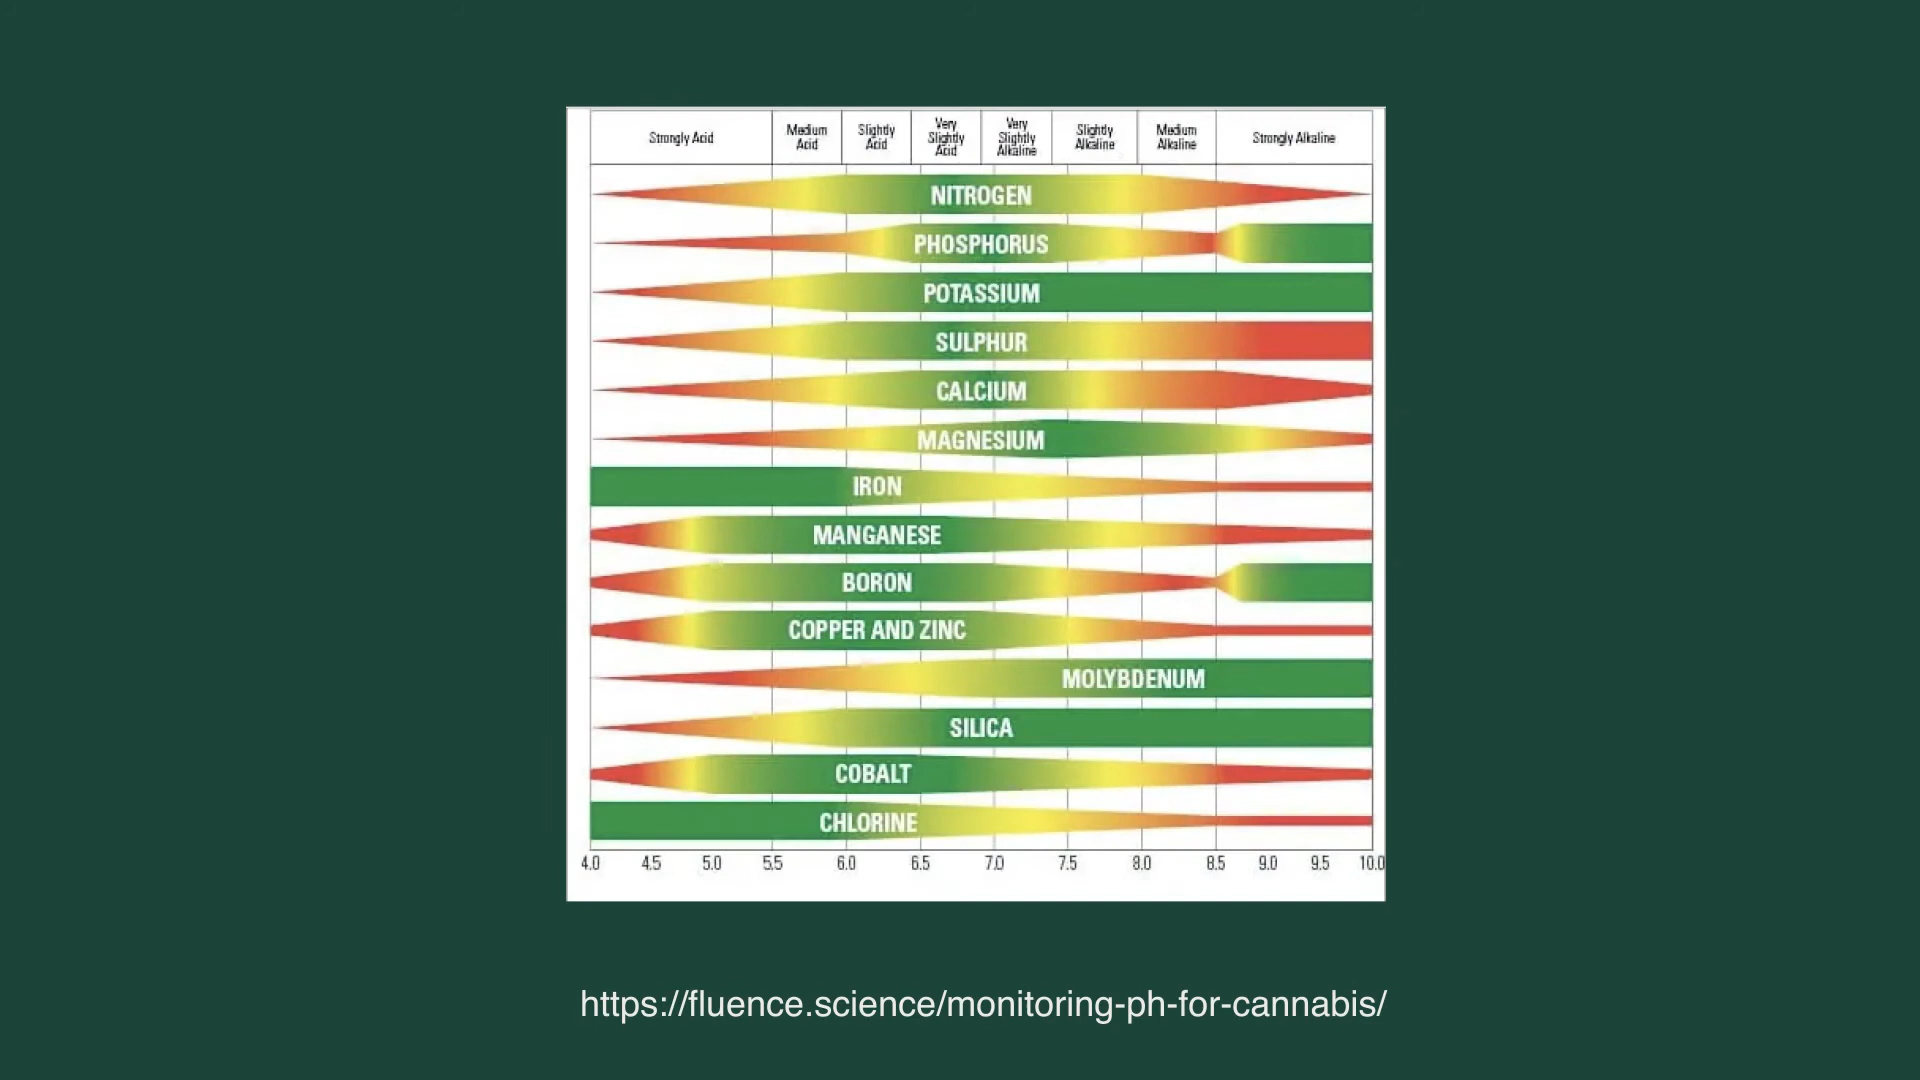 Strongly Acid
Medium
Acid
Slightly
Acid
Very
Slightly
Acid
Very
Slightly
Alkaline
Slightly
Alkaline
Medium
Alkaline
Strongly Alkaline
NITROGEN
PHOSPHORUS
POTASSIUM
SULPHUR
CALCIUM
MAGNESIUM
IRON
MANGANESE
BORON
COPPER AND ZINC
MOLYBDENUM
SILICA
COBALT
CHLORINE
4.0 4.5 5.0 5.5 6.0 6.5 7.0 7.5 8.0 8.5 9.0 9.5 10.0
https://fluence.science/monitoring-ph-for-cannabis/